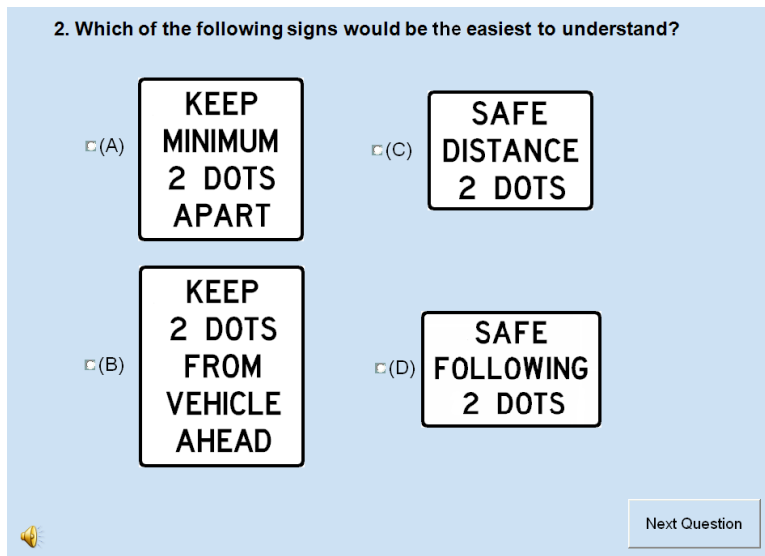 2. Which of the following signs would be the easiest to understand?
(A)
KEEP
MINIMUM
2 DOTS
APART
(C)
SAFE
DISTANCE
2 DOTS
(B)
KEEP
2 DOTS
FROM
VEHICLE
AHEAD
(D)
SAFE
FOLLOWING
2 DOTS
Next Question